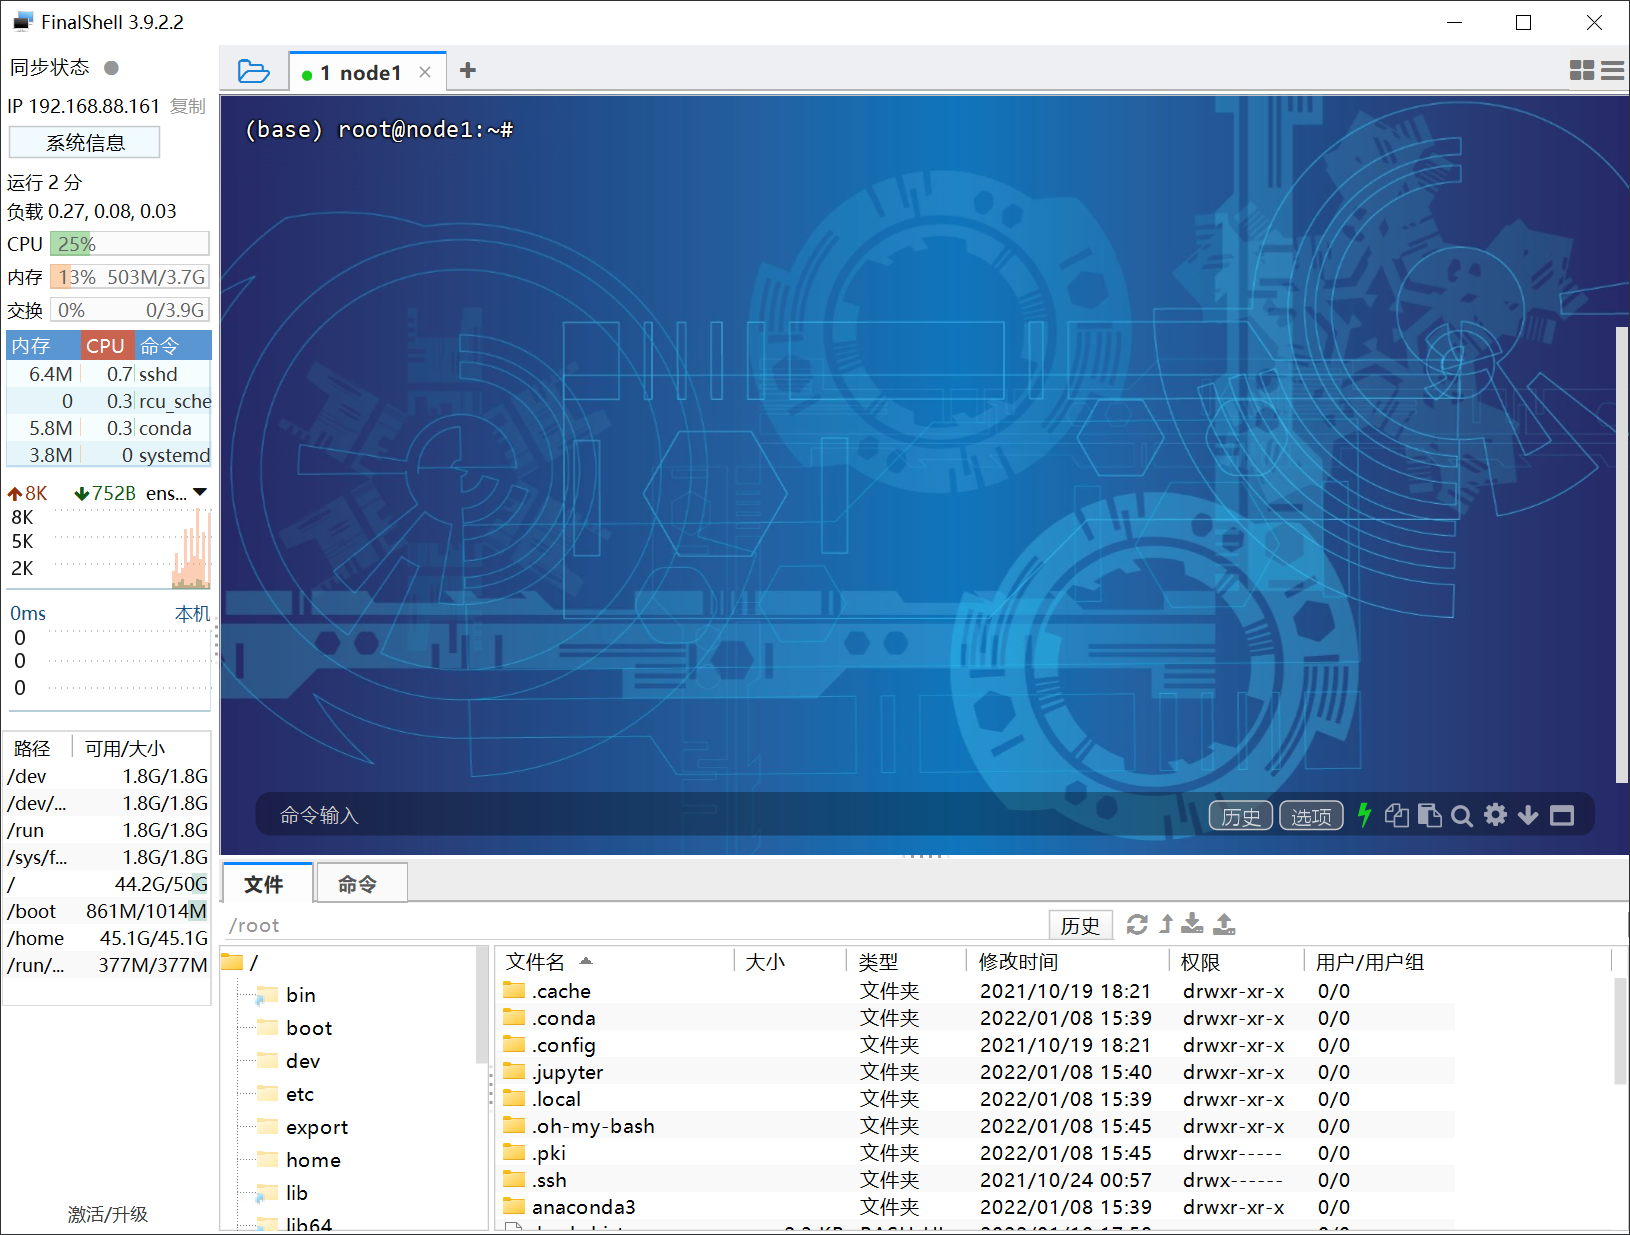 FinalShell 3.9.2.2
同步状态
IP 192.168.88.161 复制
系统信息
运行 2 分
负载 0.27, 0.08, 0.03
CPU 25%
内存 13% 503M/3.7G
交换 0% 0/3.9G
内存 CPU 命令
6.4M 0.7 sshd
0 0.3 rcu_sche
5.8M 0.3 conda
3.8M 0 systemd
8K 752B ens...
8K
5K
2K
0ms 本机
0
0
0
路径 可用/大小
/dev 1.8G/1.8G
/dev/... 1.8G/1.8G
/run 1.8G/1.8G
/sys/f... 1.8G/1.8G
/ 44.2G/50G
/boot 861M/1014M
/home 45.1G/45.1G
/run/... 377M/377M
激活/升级
1 node1
(base) root@node1:~#
命令输入
历史 选项
文件 命令
/root 历史
/
bin
boot
dev
etc
export
home
lib
lib64
文件名 大小 类型 修改时间 权限 用户/用户组
.cache 文件夹 2021/10/19 18:21 drwxr-xr-x 0/0
.conda 文件夹 2022/01/08 15:39 drwxr-xr-x 0/0
.config 文件夹 2021/10/19 18:21 drwxr-xr-x 0/0
.jupyter 文件夹 2022/01/08 15:40 drwxr-xr-x 0/0
.local 文件夹 2022/01/08 15:39 drwxr-xr-x 0/0
.oh-my-bash 文件夹 2022/01/08 15:45 drwxr-xr-x 0/0
.pki 文件夹 2022/01/08 15:45 drwxr----- 0/0
.ssh 文件夹 2021/10/24 00:57 drwx------ 0/0
anaconda3 文件夹 2022/01/08 15:39 drwxr-xr-x 0/0